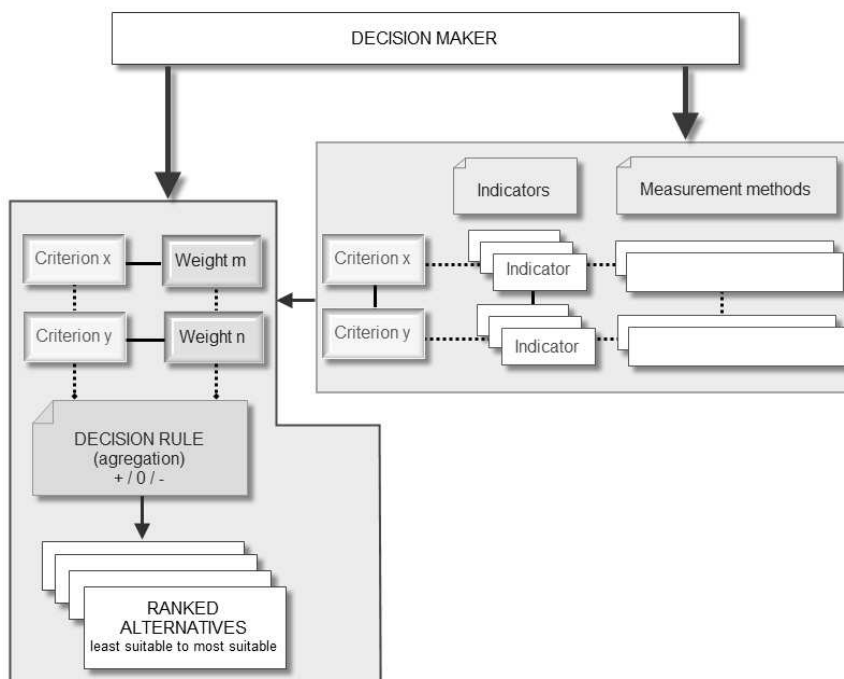 DECISION MAKER
Indicators
Measurement methods
Criterion x
Weight m
Criterion x
Indicator
Criterion y
Weight n
Criterion y
Indicator
DECISION RULE
(agregation)
+ / 0 / -
RANKED
ALTERNATIVES
least suitable to most suitable